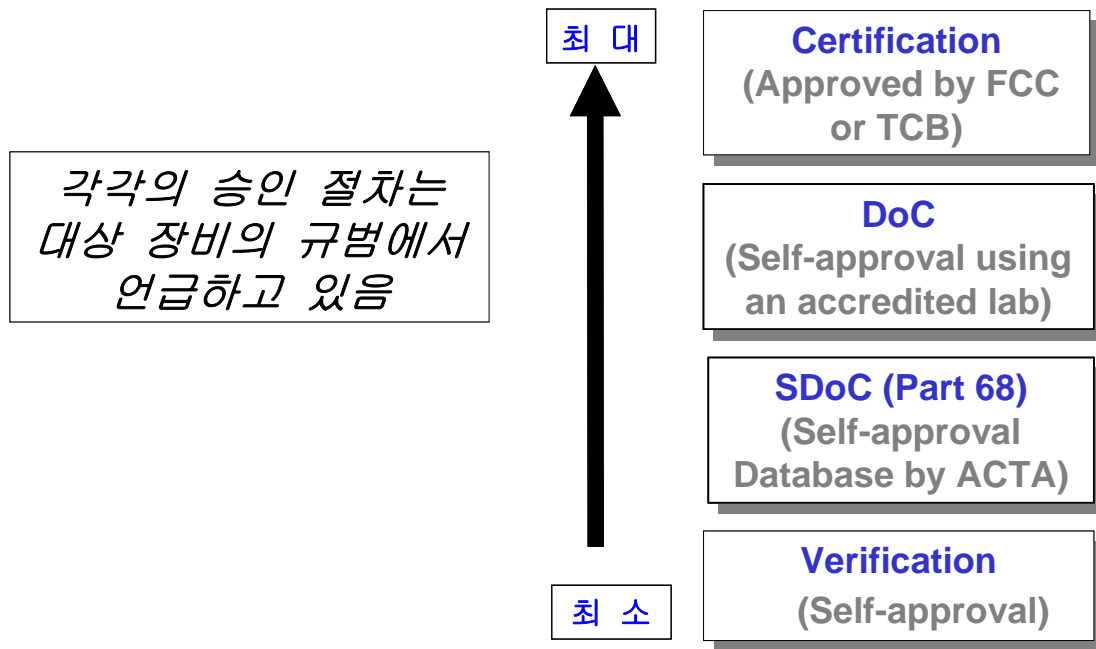 최 대
Certification
(Approved by FCC
or TCB)
각각의 승인 절차는
대상 장비의 규범에서
언급하고 있음
DoC
(Self-approval using
an accredited lab)
SDoC (Part 68)
(Self-approval
Database by ACTA)
최 소
Verification
(Self-approval)